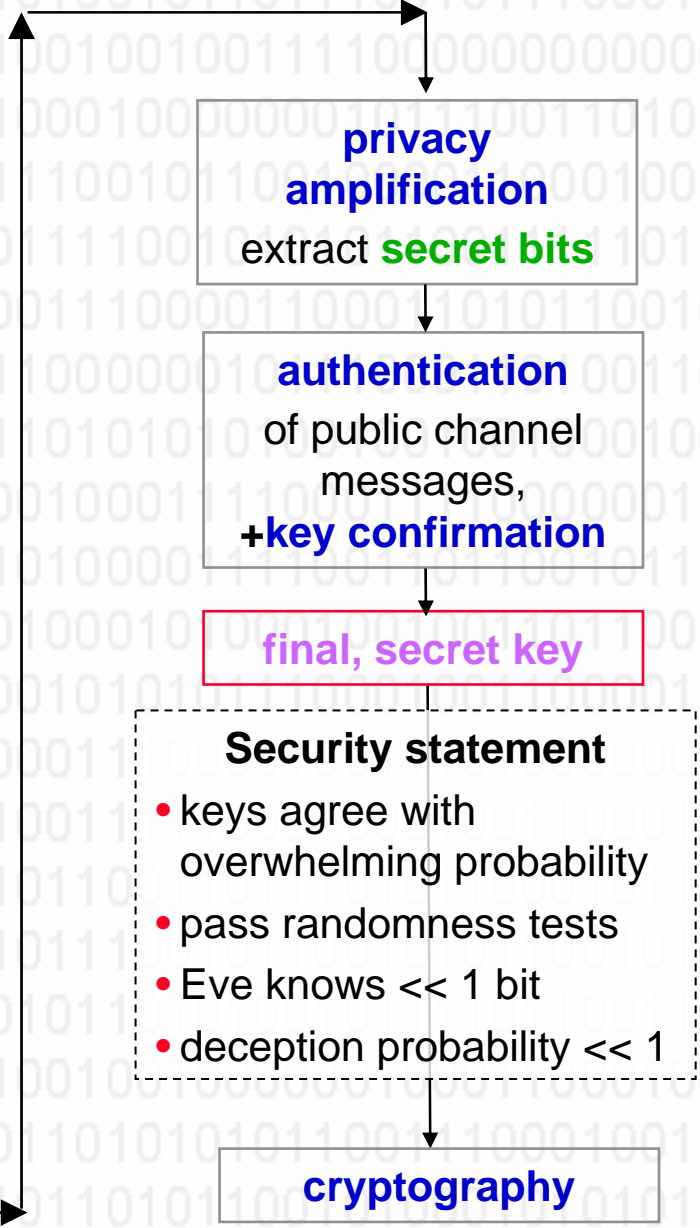 privacy
amplification
extract secret bits
authentication
of public channel
messages,
+key confirmation
final, secret key
Security statement
• keys agree with
overwhelming probability
• pass randomness tests
• Eve knows << 1 bit
• deception probability << 1
cryptography